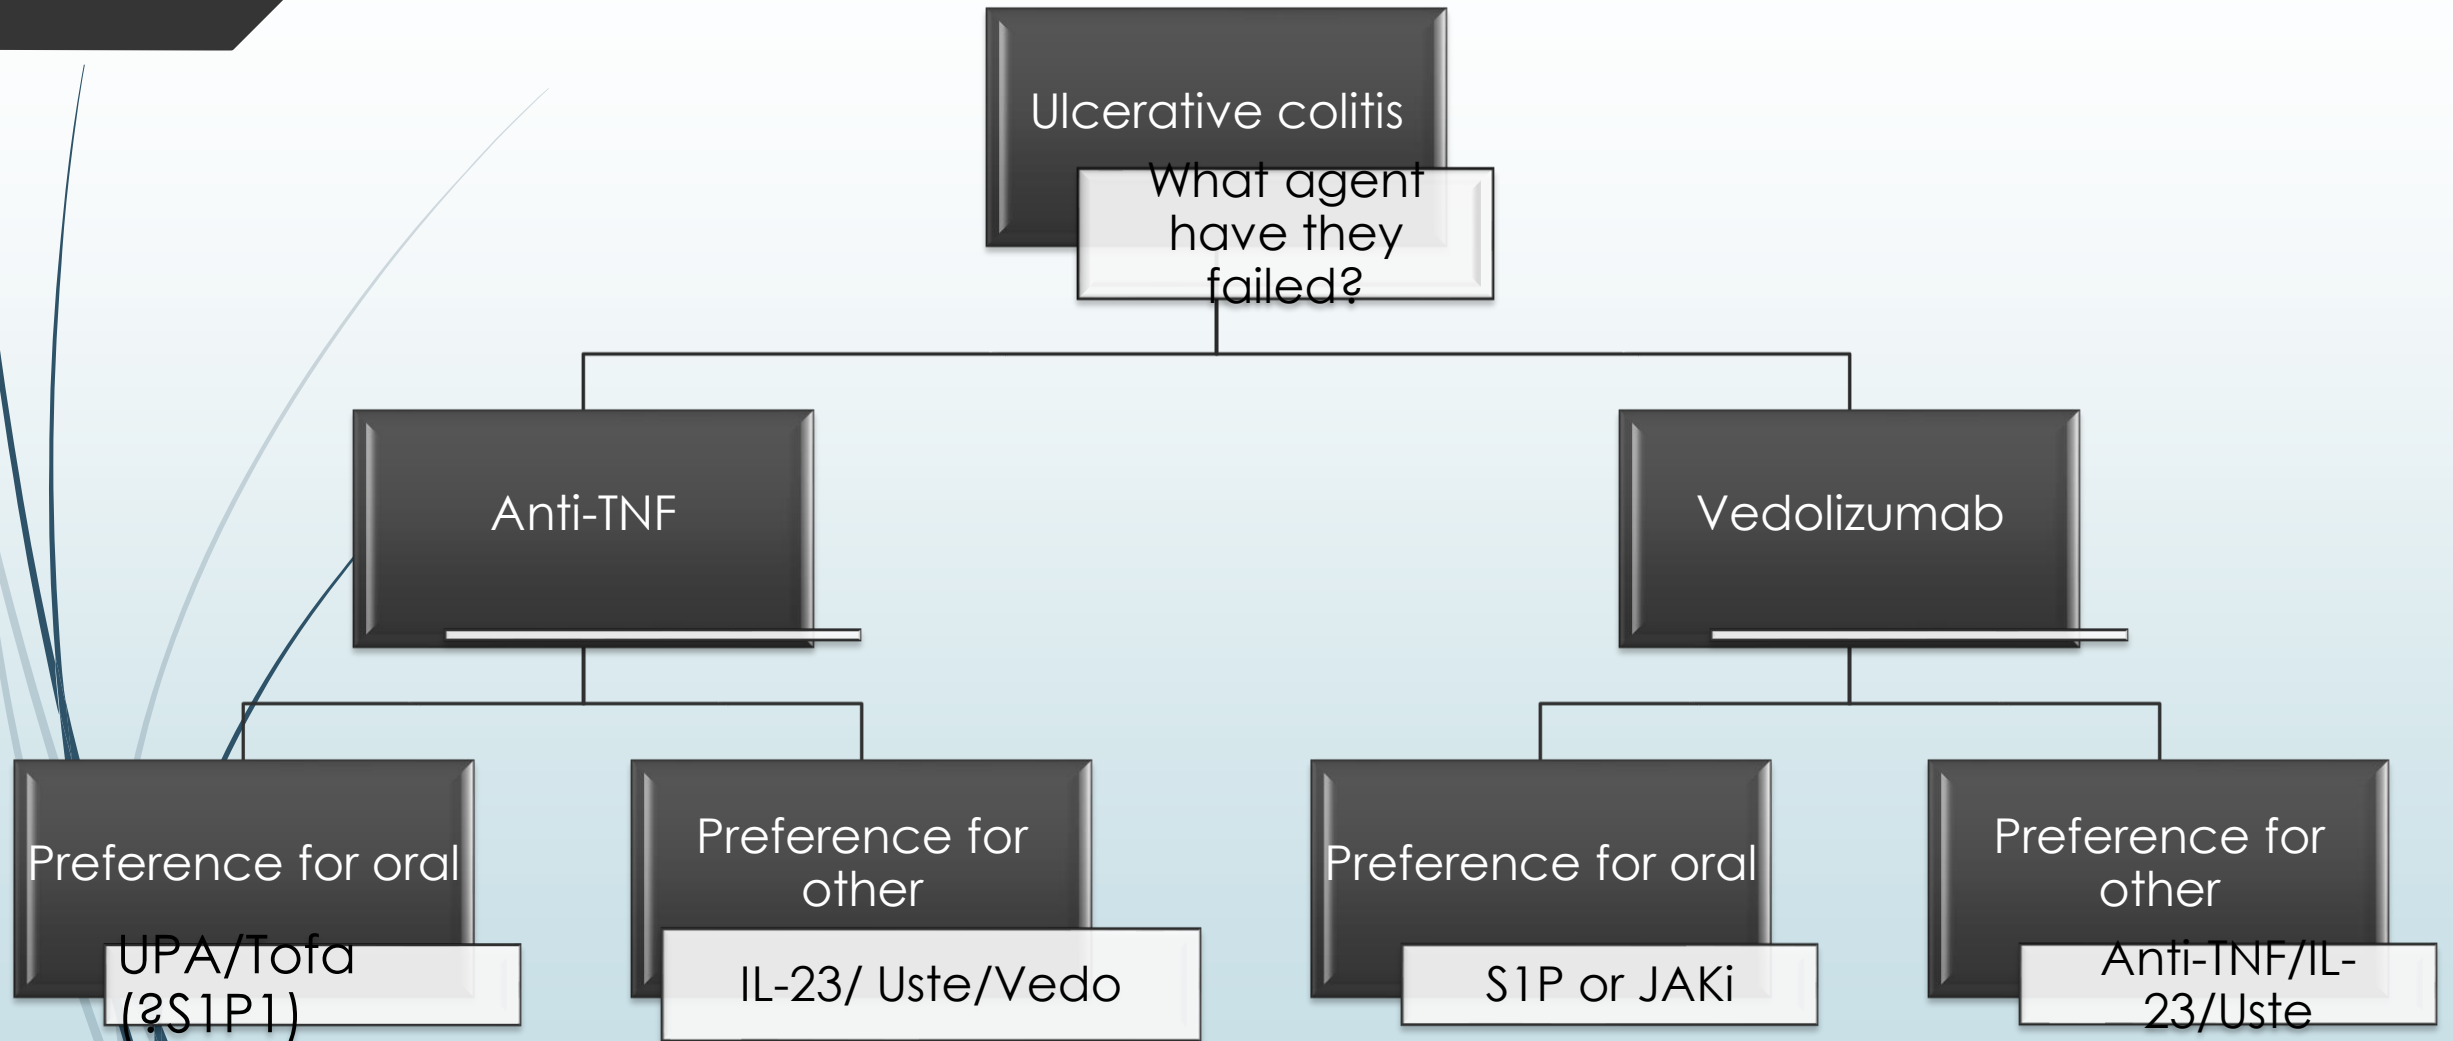 Ulcerative colitis
What agent
have they
failed?
Anti-TNF
Vedolizumab
Preference for oral
UPA/Tofa
(?S1P1)
Preference for
other
IL-23/ Uste/Vedo
Preference for oral
S1P or JAKi
Preference for
other
Anti-TNF/IL-
23/Uste